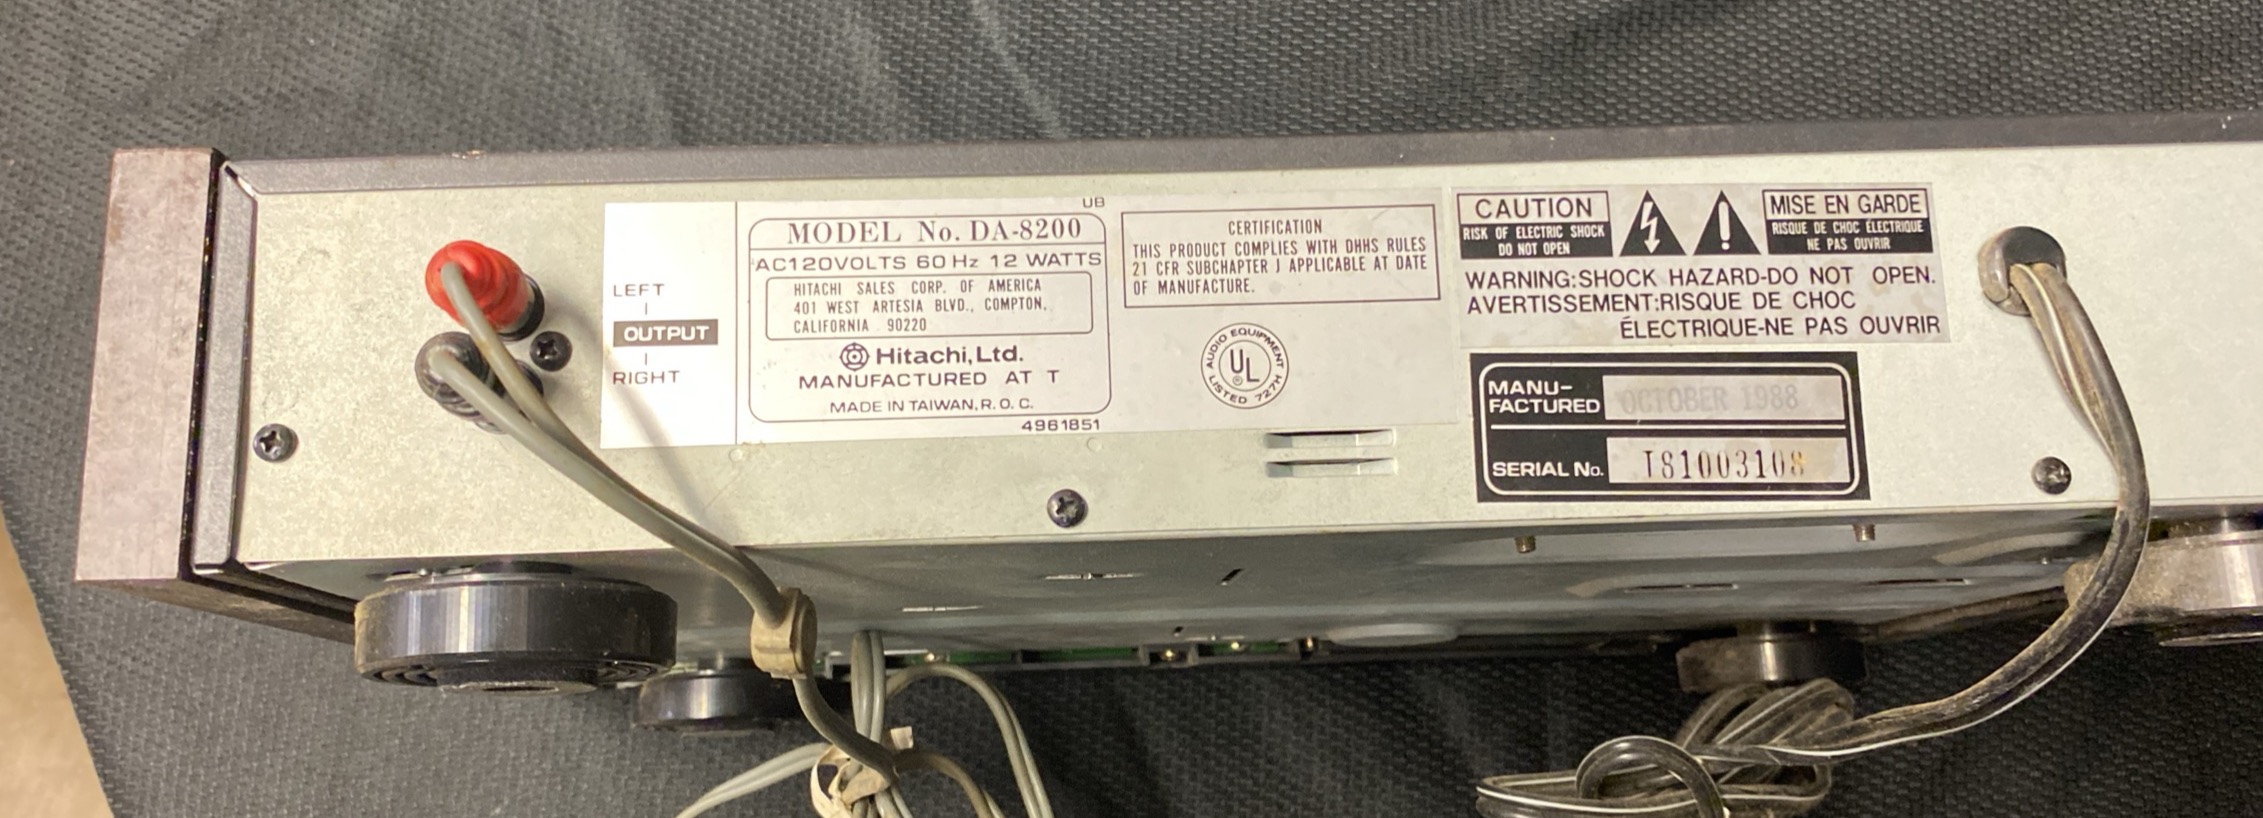 LEFT
OUTPUT
RIGHT
UB
MODEL No. DA-8200
AC120VOLTS 60 Hz 12 WATTS
HITACHI SALES CORP. OF AMERICA
401 WEST ARTESIA BLVD., COMPTON,
CALIFORNIA 90220
Hitachi, Ltd.
MANUFACTURED AT T
MADE IN TAIWAN, R. O. C.
4961851
CERTIFICATION
THIS PRODUCT COMPLIES WITH DHHS RULES
21 CFR SUBCHAPTER J APPLICABLE AT DATE
OF MANUFACTURE.
AUDIO EQUIPMENT
UL
®
LISTED 727H
CAUTION
RISK OF ELECTRIC SHOCK
DO NOT OPEN
MISE EN GARDE
RISQUE DE CHOC ÉLECTRIQUE
NE PAS OUVRIR
WARNING:SHOCK HAZARD-DO NOT OPEN.
AVERTISSEMENT:RISQUE DE CHOC
ÉLECTRIQUE-NE PAS OUVRIR
MANU-
FACTURED
OCTOBER 1988
SERIAL No.
T81003108